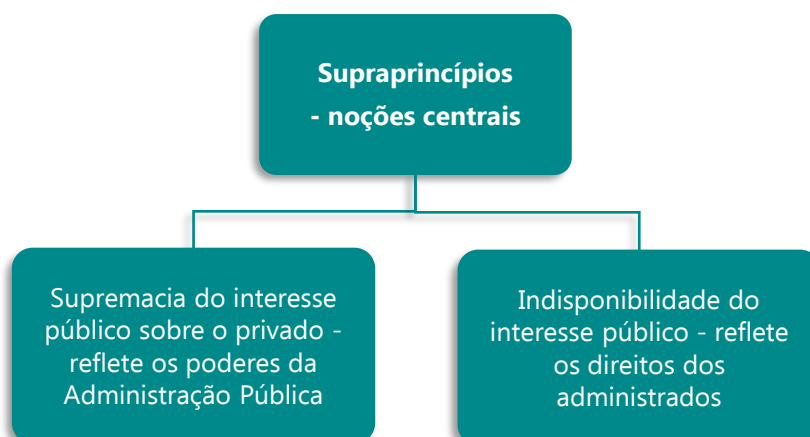 Supraprincípios
- noções centrais
Supremacia do interesse
público sobre o privado -
reflete os poderes da
Administração Pública
Indisponibilidade do
interesse público - reflete
os direitos dos
administrados